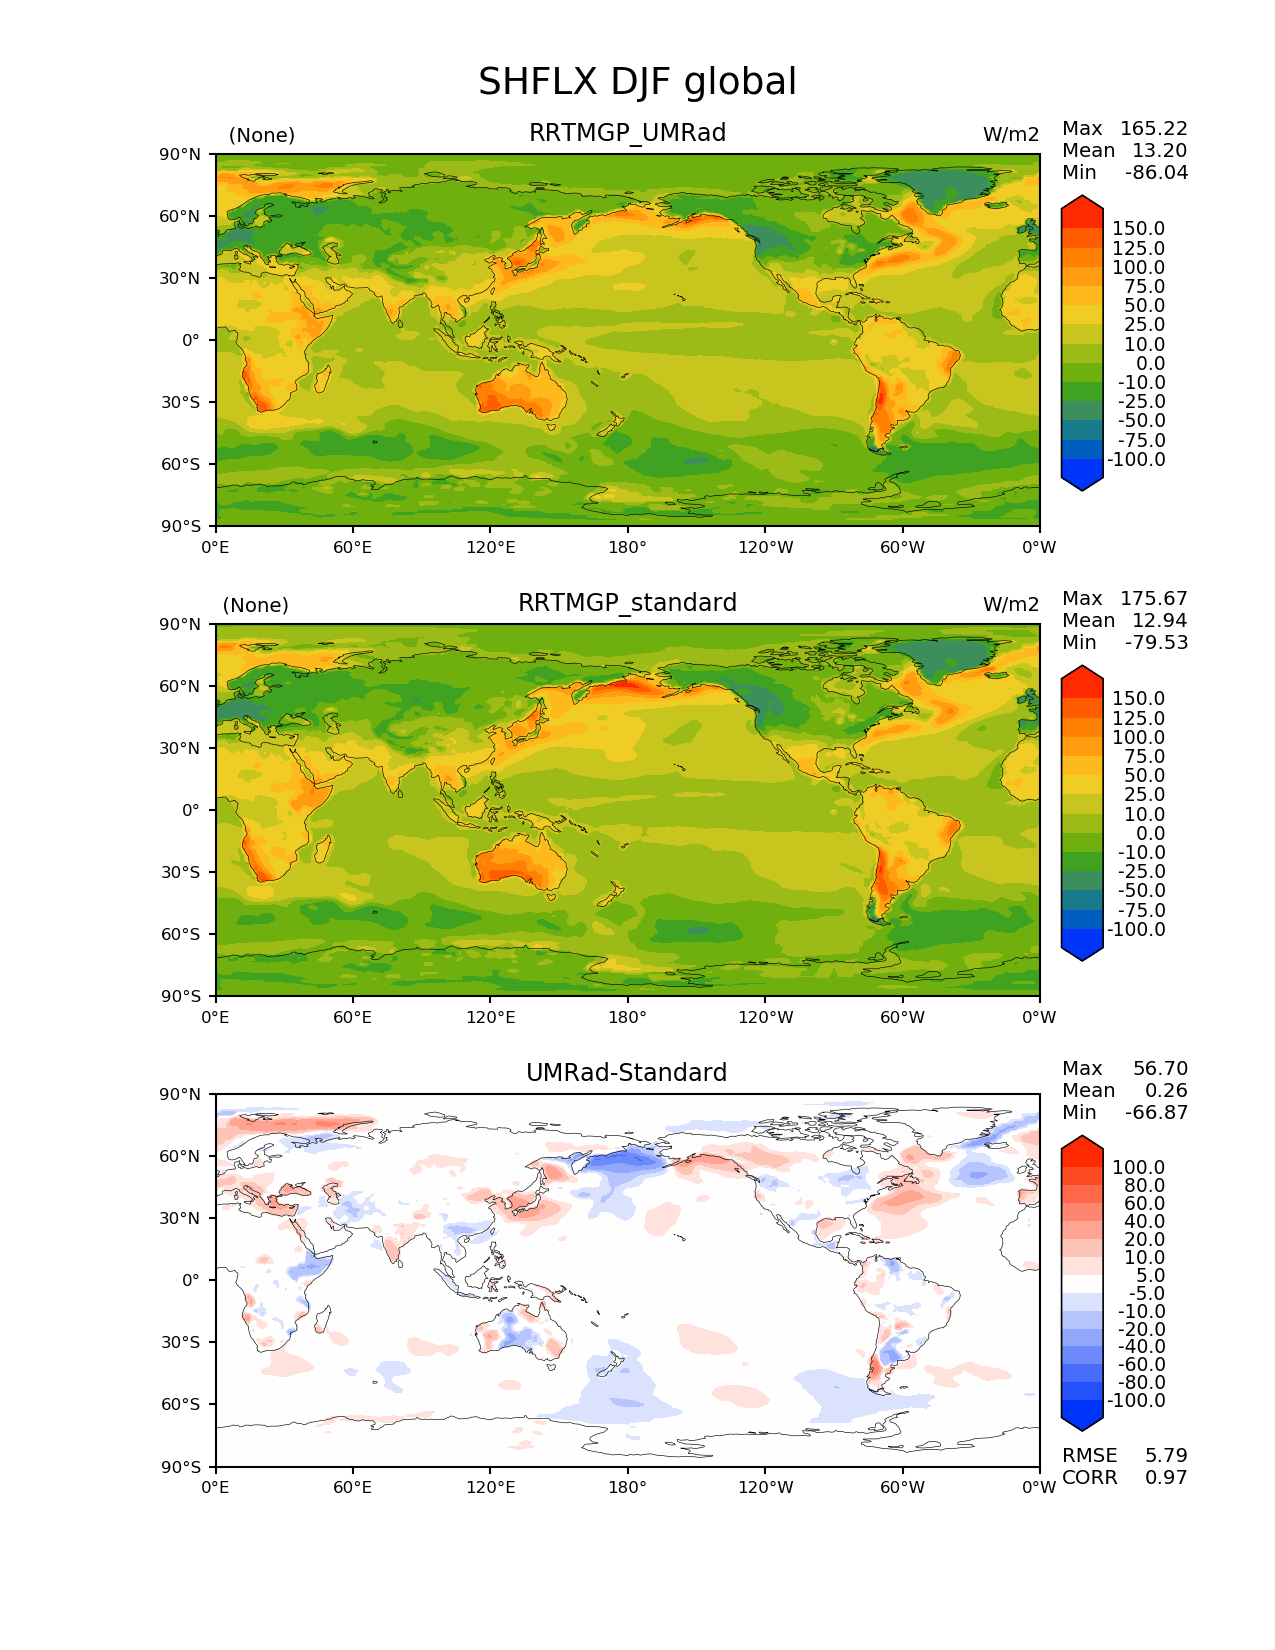 SHFLX DJF global
(None) RRTMGP_UMRad W/m2
Max 165.22
Mean 13.20
Min -86.04
90°N
60°N
30°N
0°
30°S
60°S
90°S
0°E 60°E 120°E 180° 120°W 60°W 0°W
150.0
125.0
100.0
75.0
50.0
25.0
10.0
0.0
-10.0
-25.0
-50.0
-75.0
-100.0
(None) RRTMGP_standard W/m2
Max 175.67
Mean 12.94
Min -79.53
90°N
60°N
30°N
0°
30°S
60°S
90°S
0°E 60°E 120°E 180° 120°W 60°W 0°W
150.0
125.0
100.0
75.0
50.0
25.0
10.0
0.0
-10.0
-25.0
-50.0
-75.0
-100.0
UMRad-Standard
Max 56.70
Mean 0.26
Min -66.87
90°N
60°N
30°N
0°
30°S
60°S
90°S
0°E 60°E 120°E 180° 120°W 60°W 0°W
100.0
80.0
60.0
40.0
20.0
10.0
5.0
-5.0
-10.0
-20.0
-40.0
-60.0
-80.0
-100.0
RMSE 5.79
CORR 0.97